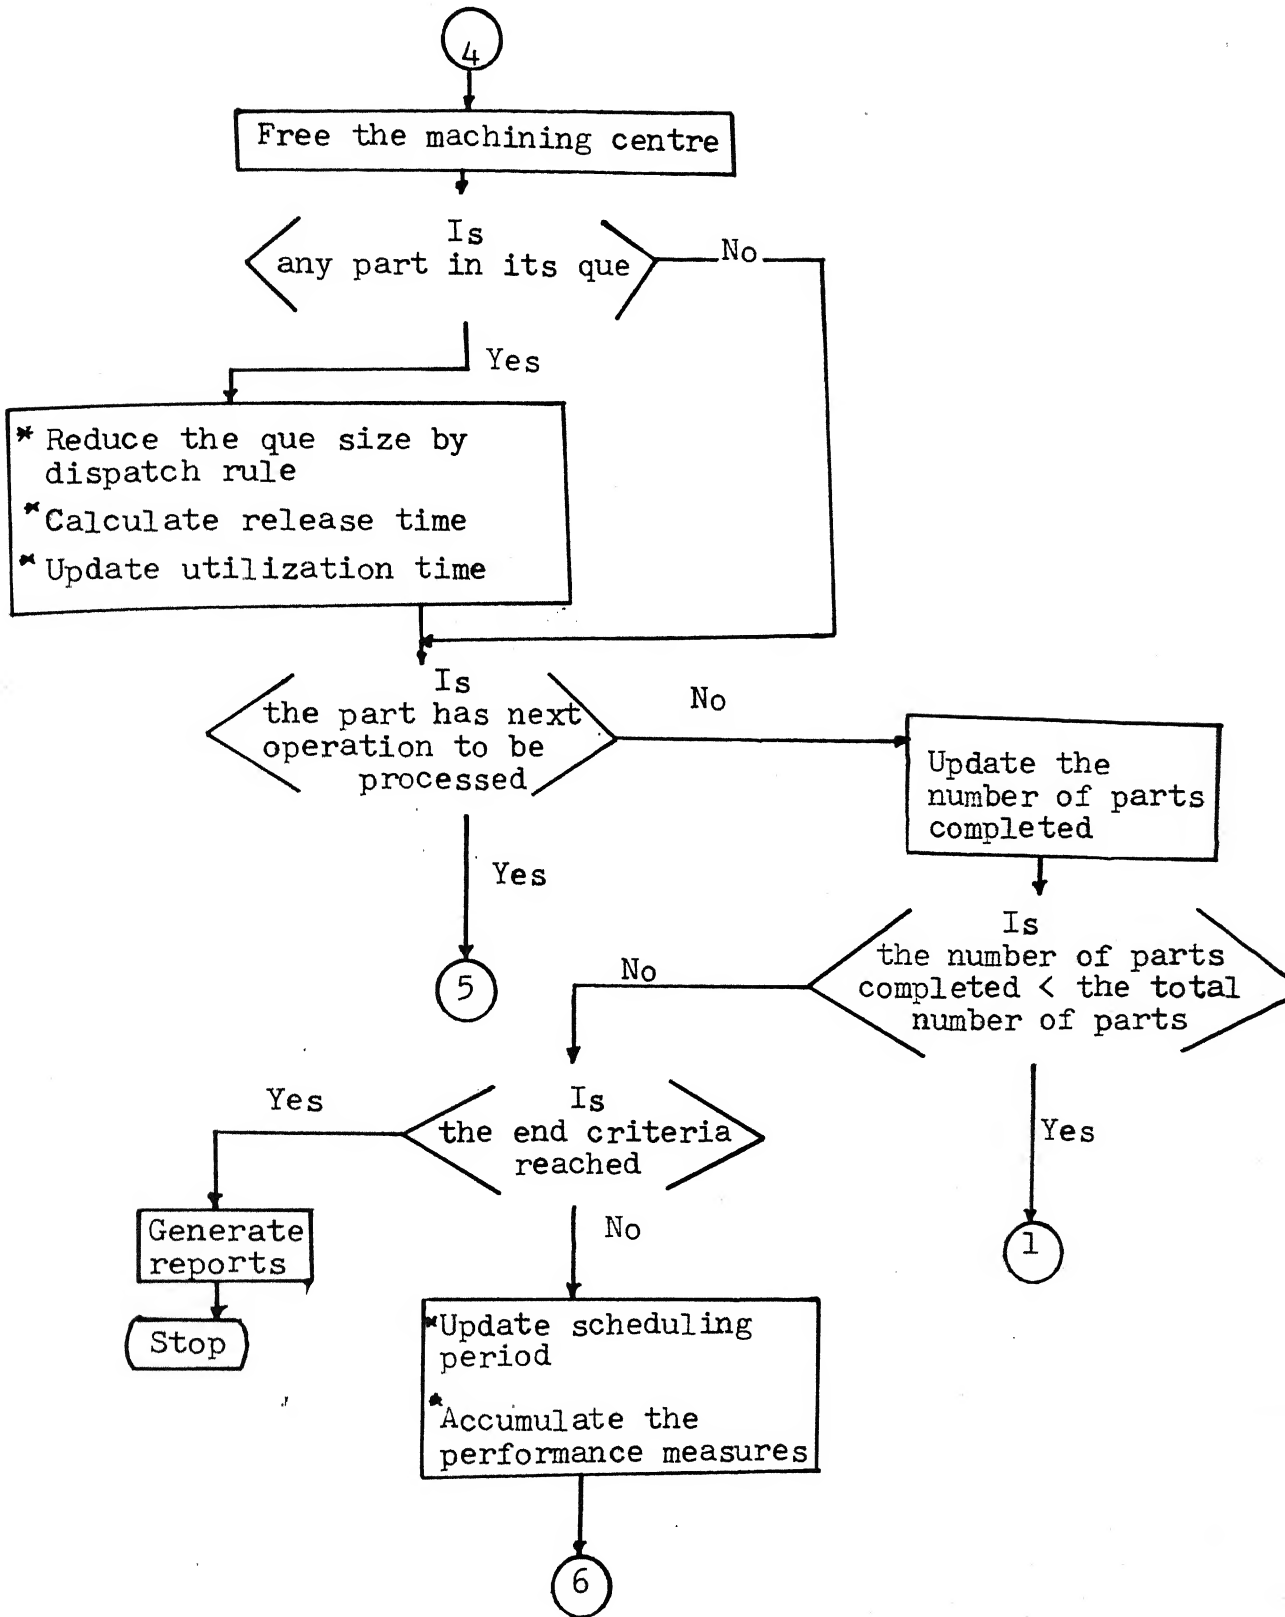 4
Free the machining centre
Is
any part in its que
No
Yes
* Reduce the que size by
dispatch rule
* Calculate release time
* Update utilization time
Is
the part has next
operation to be
processed
No
Update the
number of parts
completed
Yes
5
Is
the number of parts
completed < the total
number of parts
No
Yes
1
Is
the end criteria
reached
Yes
Generate
reports
Stop
No
*Update scheduling
period
*Accumulate the
performance measures
6